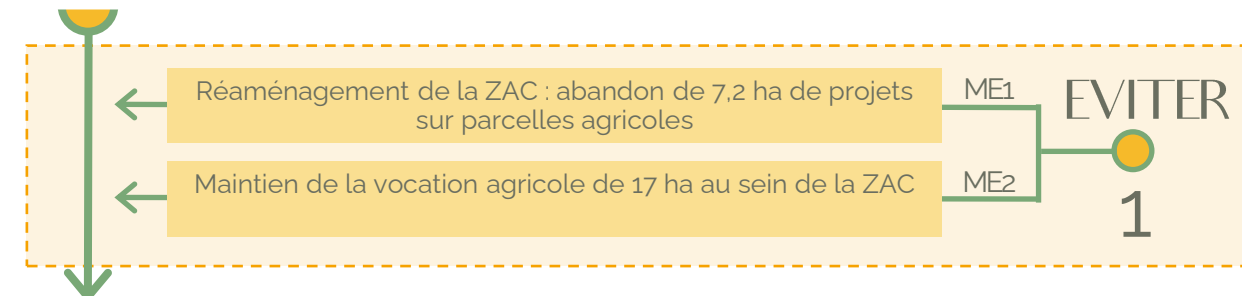 Réaménagement de la ZAC : abandon de 7,2 ha de projets
sur parcelles agricoles
ME1
EVITER
Maintien de la vocation agricole de 17 ha au sein de la ZAC
ME2
1